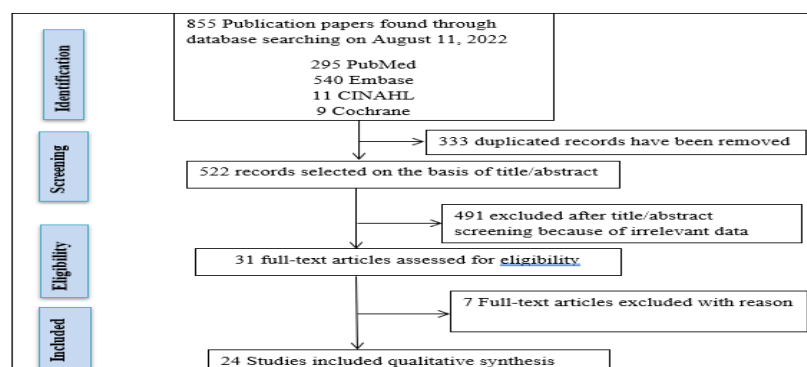 855 Publication papers found through
database searching on August 11, 2022
295 PubMed
540 Embase
11 CINAHL
9 Cochrane
Identification
333 duplicated records have been removed
Screening
522 records selected on the basis of title/abstract
491 excluded after title/abstract
screening because of irrelevant data
Eligibility
31 full-text articles assessed for eligibility
7 Full-text articles excluded with reason
Included
24 Studies included qualitative synthesis